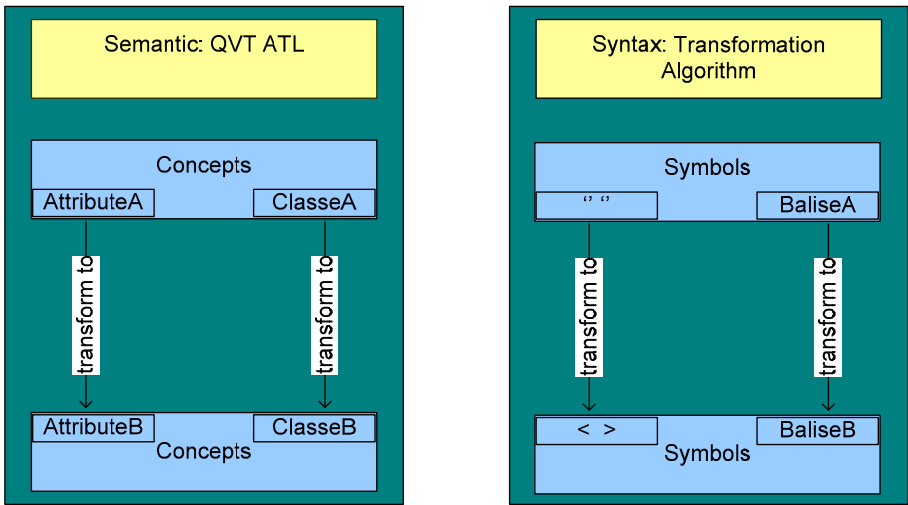 Semantic: QVT ATL
Concepts
AttributeA
ClasseA
transform to
transform to
AttributeB
ClasseB
Concepts
Syntax: Transformation
Algorithm
Symbols
‘’ ‘’
BaliseA
transform to
transform to
< >
BaliseB
Symbols